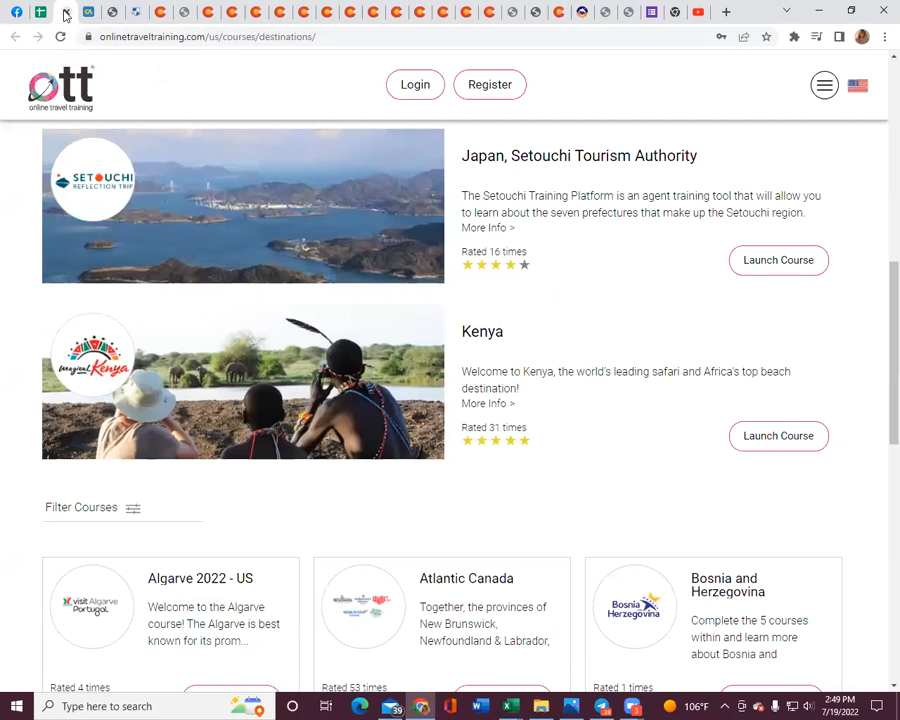 onlinetraveltraining.com/us/courses/destinations/
ott
online travel training
Login
Register
SETOUCHI
REFLECTION TRIP
Japan, Setouchi Tourism Authority
The Setouchi Training Platform is an agent training tool that will allow you
to learn about the seven prefectures that make up the Setouchi region.
More Info >
Rated 16 times
Launch Course
magical Kenya
Kenya
Welcome to Kenya, the world's leading safari and Africa's top beach
destination!
More Info >
Rated 31 times
Launch Course
Filter Courses
visit Algarve
Portugal
Algarve 2022 - US
Welcome to the Algarve
course! The Algarve is best
known for its prom...
Rated 4 times
Atlantic Canada
Together, the provinces of
New Brunswick,
Newfoundland & Labrador,
Rated 53 times
Bosnia and
Herzegovina
Bosnia and
Herzegovina
Complete the 5 courses
within and learn more
about Bosnia and
Rated 1 times
Type here to search
39
106°F
2:49 PM
7/19/2022